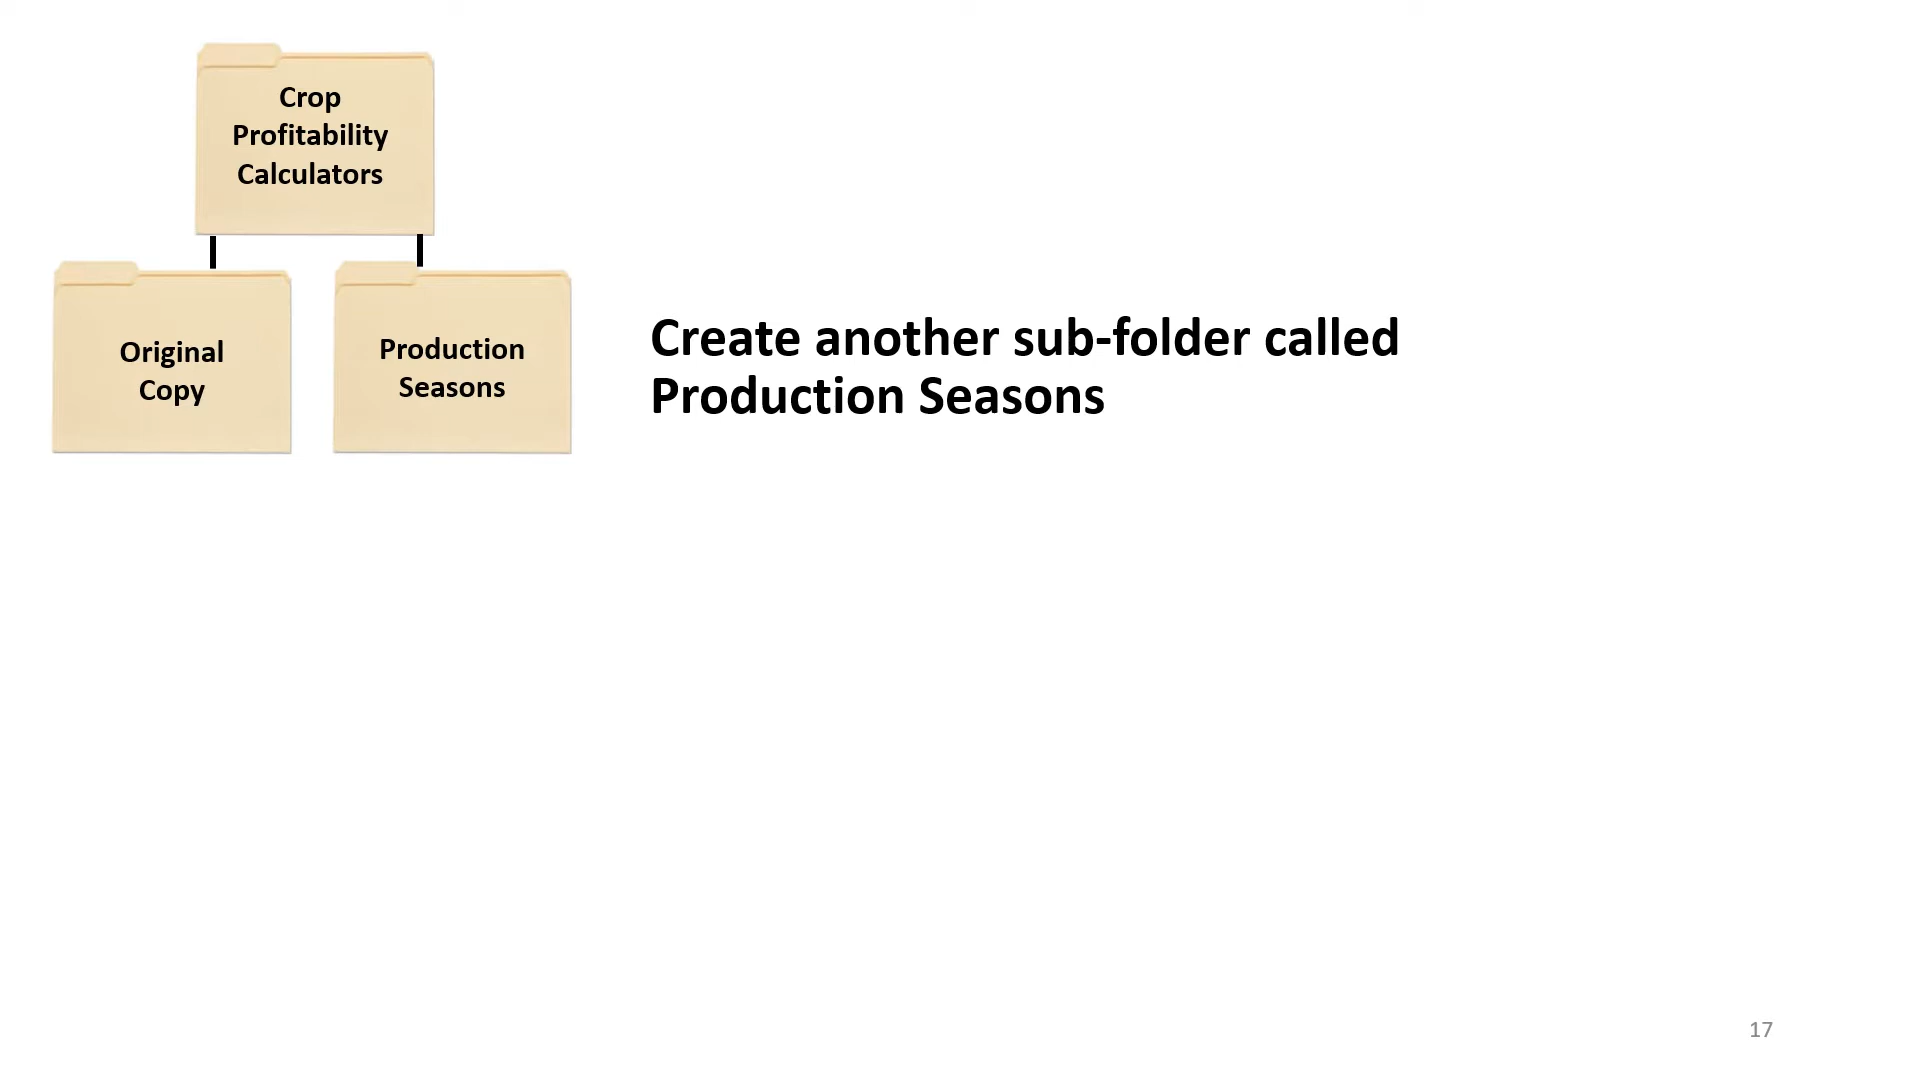 Crop
Profitability
Calculators
Original
Copy
Production
Seasons
Create another sub-folder called
Production Seasons
17